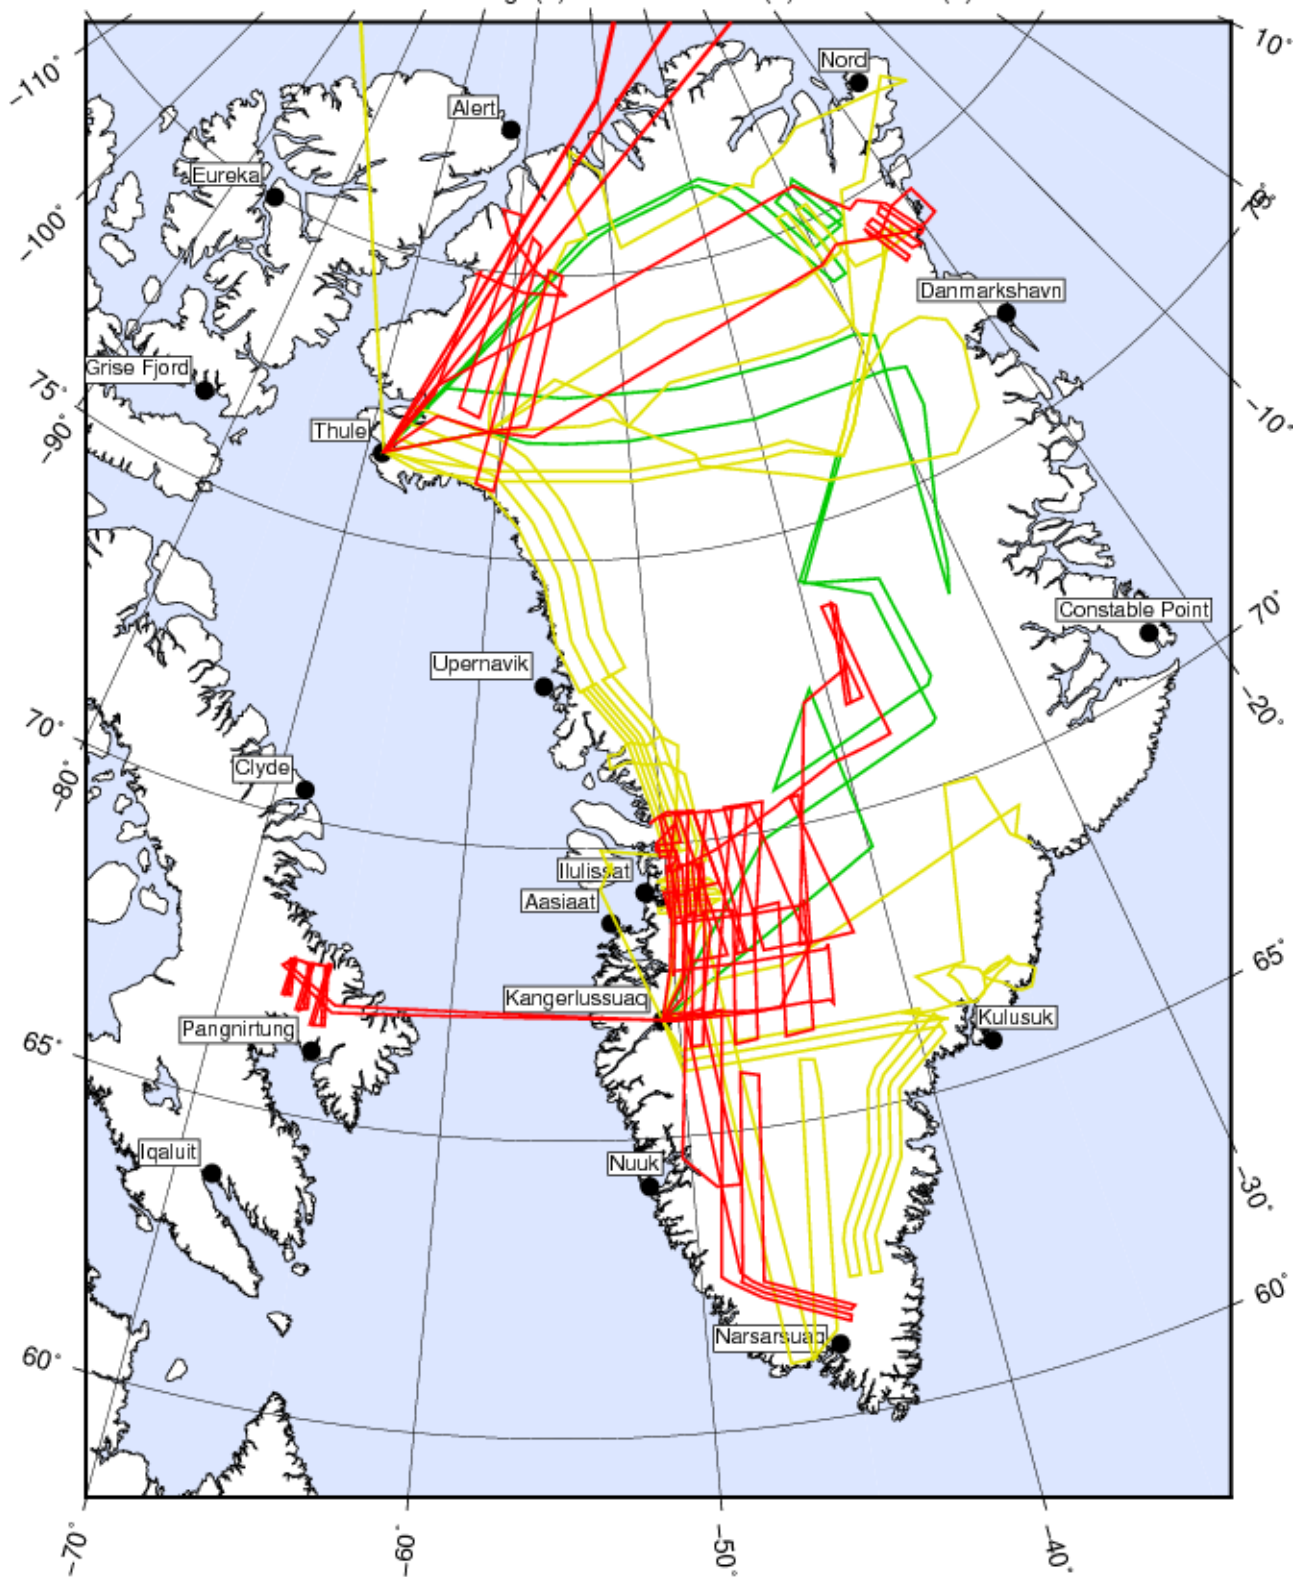 10°
-110°
Nord
Alert
Eureka
-100°
Danmarkshavn
Grise Fjord
75°
-90°
-10°
Thule
Constable Point
70°
Upernavik
-20°
70°
Clyde
-80°
Ilulissat
Aasiaat
65°
Kangerlussuaq
Kulusuk
Pangnirtung
65°
Iqaluit
Nuuk
-30°
60°
Narsarsuaq
60°
-70°
-60°
-50°
-40°